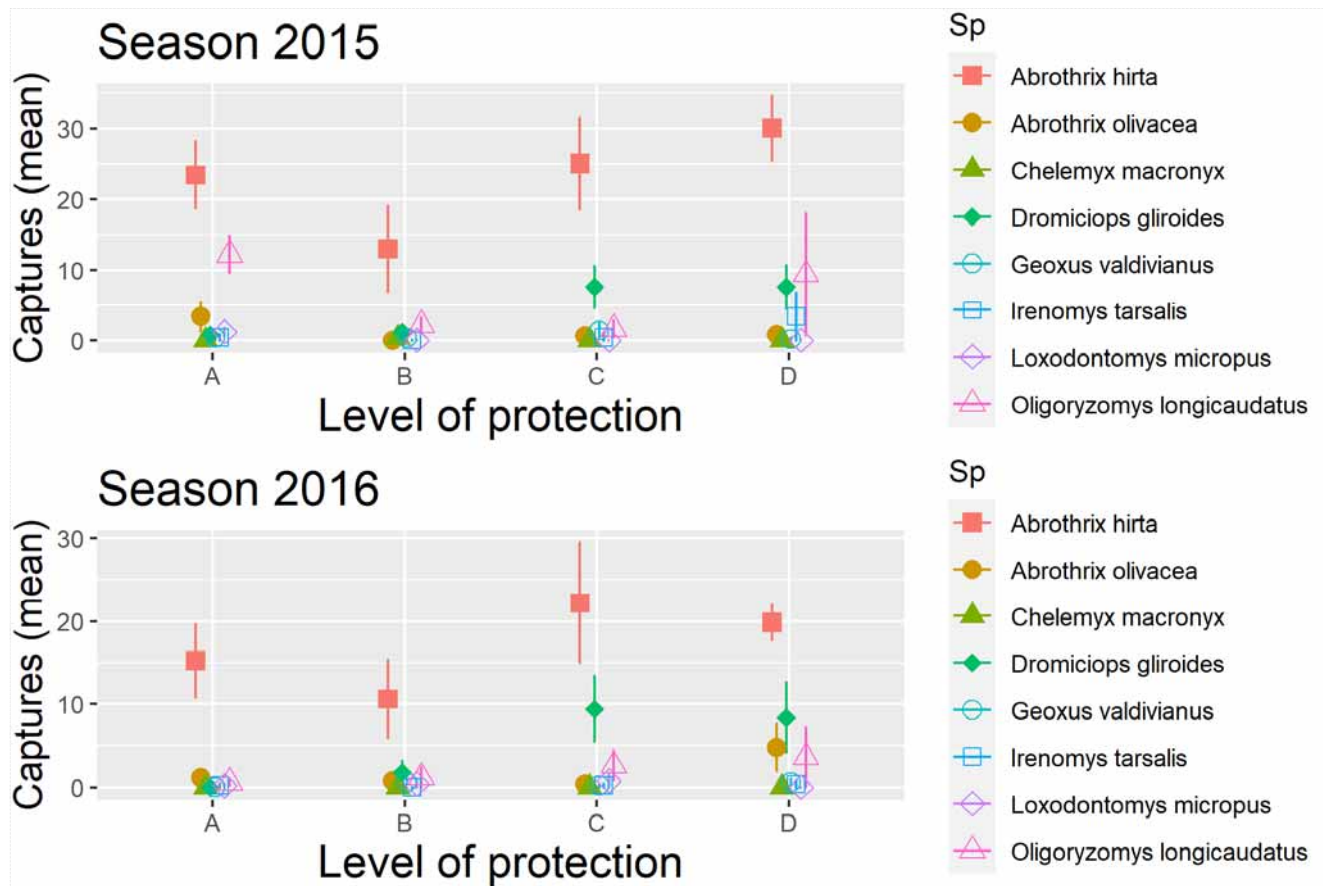 Season 2015
Captures (mean)
30
20
10
0
A B C D
Level of protection
Sp
Abrothrix hirta
Abrothrix olivacea
Chelemyx macronyx
Dromiciops gliroides
Geoxus valdivianus
Irenomys tarsalis
Loxodontomys micropus
Oligoryzomys longicaudatus
Season 2016
Captures (mean)
30
20
10
0
A B C D
Level of protection
Sp
Abrothrix hirta
Abrothrix olivacea
Chelemyx macronyx
Dromiciops gliroides
Geoxus valdivianus
Irenomys tarsalis
Loxodontomys micropus
Oligoryzomys longicaudatus